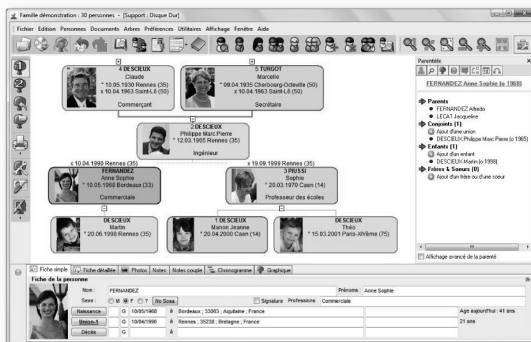 Famille démonstration : 30 personnes - [Support : Disque Dur]
Fichier Edition Personnes Documents Arbres Préférences Utilitaires Affichage Fenêtre Aide
4 DESCIEUX
Claude
° 10.05.1930 Rennes (35)
x 10.04.1963 Saint-Lô (50)
Commerçant
5 TURGOT
Marcelle
° 09.04.1935 Cherbourg-Octeville (50)
x 10.04.1963 Saint-Lô (50)
Secrétaire
2 DESCIEUX
Philippe Marc Pierre
° 12.03.1965 Rennes (35)
Ingénieur
x 10.04.1990 Rennes (35)
x 19.09.1999 Rennes (35)
FERNANDEZ
Anne Sophie
° 10.05.1968 Bordeaux (33)
Commerciale
3 PIUSSI
Sophie
° 20.03.1970 Caen (14)
Professeur des écoles
DESCIEUX
Martin
° 20.06.1998 Rennes (35)
1 DESCIEUX
Manon Jeanne
° 20.04.2000 Caen (14)
DESCIEUX
Théo
° 15.03.2001 Paris-XVème (75)
Parentèle
FERNANDEZ Anne Sophie (o 1968)
Parents
FERNANDEZ Alfredo
LECAT Jacqueline
Conjoints (1)
Ajout d'une union
DESCIEUX Philippe Marc Pierre (o 1965)
Enfants (1)
Ajout d'un enfant
DESCIEUX Martin (o 1998)
Frères & Soeurs (0)
Ajout d'un frère ou d'une soeur
Affichage avancé de la parenté
Fiche simple Fiche détaillée Photos Notes Notes couple Chronogramme Graphique
Fiche de la personne
Nom : FERNANDEZ Prénoms : Anne Sophie
Sexe : M F ? No Sosa Signature Professions Commerciale
Naissance G 10/05/1968 à Bordeaux ; 33063 ; Aquitaine ; France Age aujourd'hui : 41 ans
Union-1 G 10/04/1990 à Rennes ; 35238 ; Bretagne ; France 21 ans
Décès G à